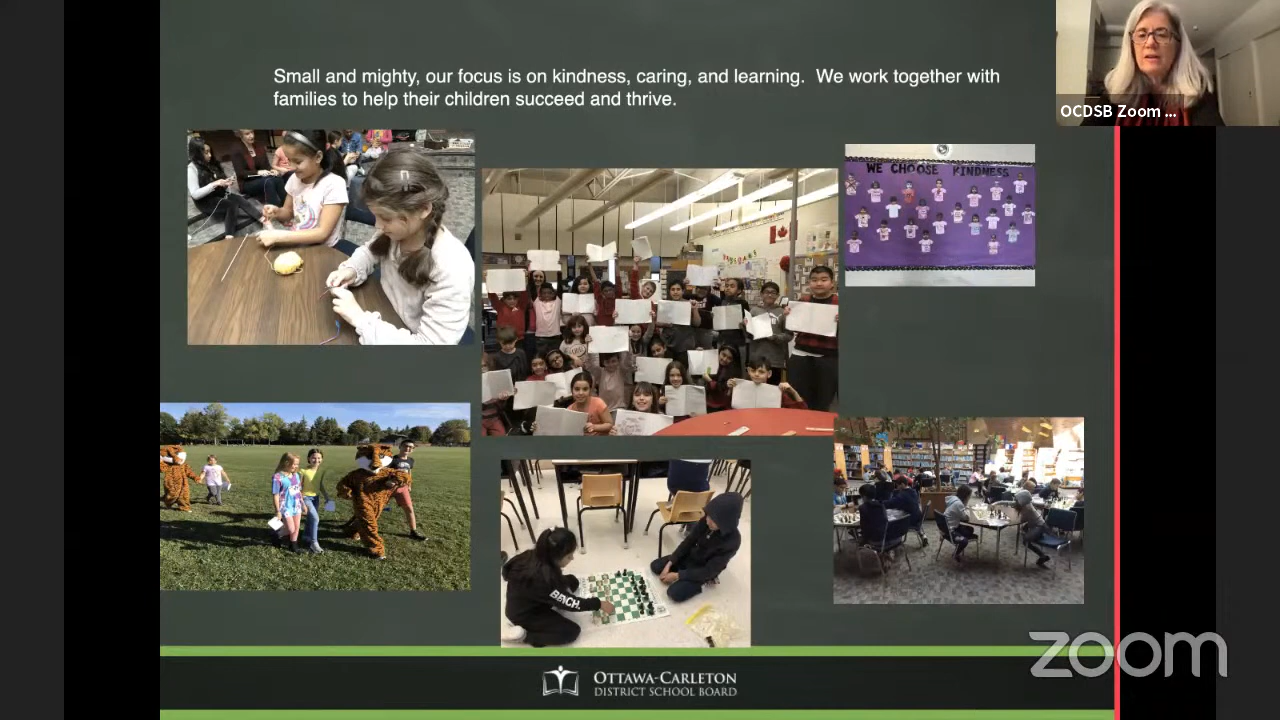 Small and mighty, our focus is on kindness, caring, and learning.  We work together with
families to help their children succeed and thrive.
OCDSB Zoom ...
WE CHOOSE KINDNESS
BEACH.
zoom
OTTAWA-CARLETON
DISTRICT SCHOOL BOARD